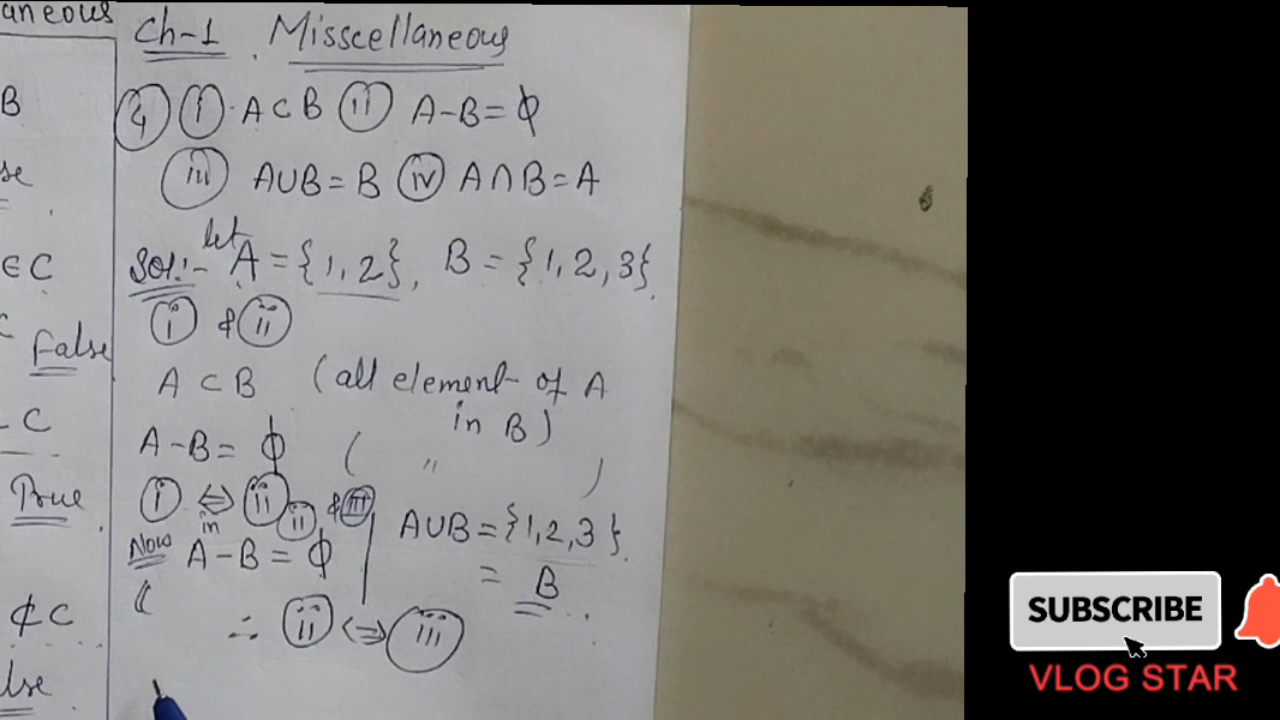 aneous
B
se
∈ C
C False
C
True
⊄ C
lse
Ch-1. Misscellaneous
4 i. A⊂B ii A-B=ϕ
iii A∪B=B iv A∩B=A
Sol:- let A={1,2}, B={1,2,3}.
i & ii
A⊂B (all element of A
in B)
A-B=ϕ ( " )
i ⇔ ii
Now in ii & iii
A-B=ϕ
(
A∪B={1,2,3}.
= B
∴ ii ⇔ iii
SUBSCRIBE
VLOG STAR